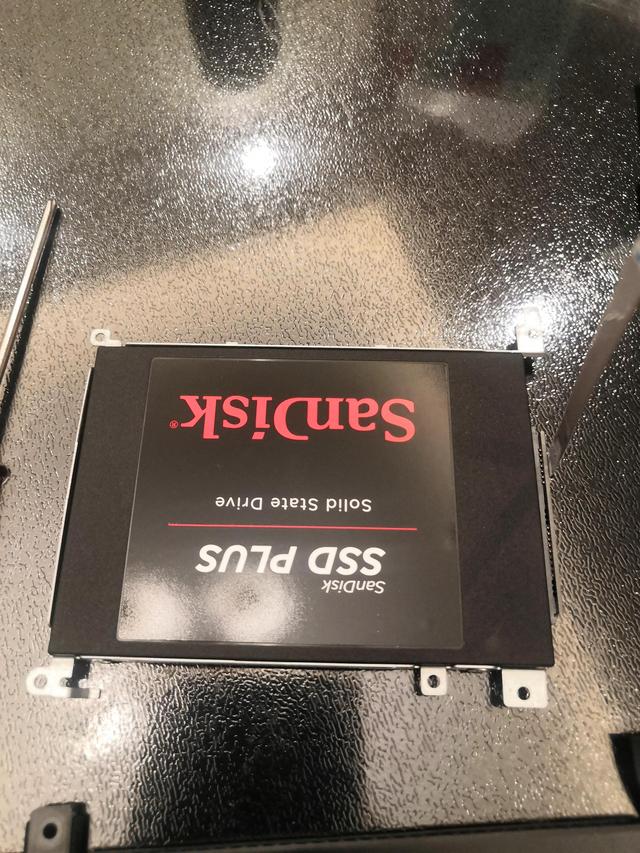 SanDisk
SSD PLUS
Solid State Drive
SanDisk®